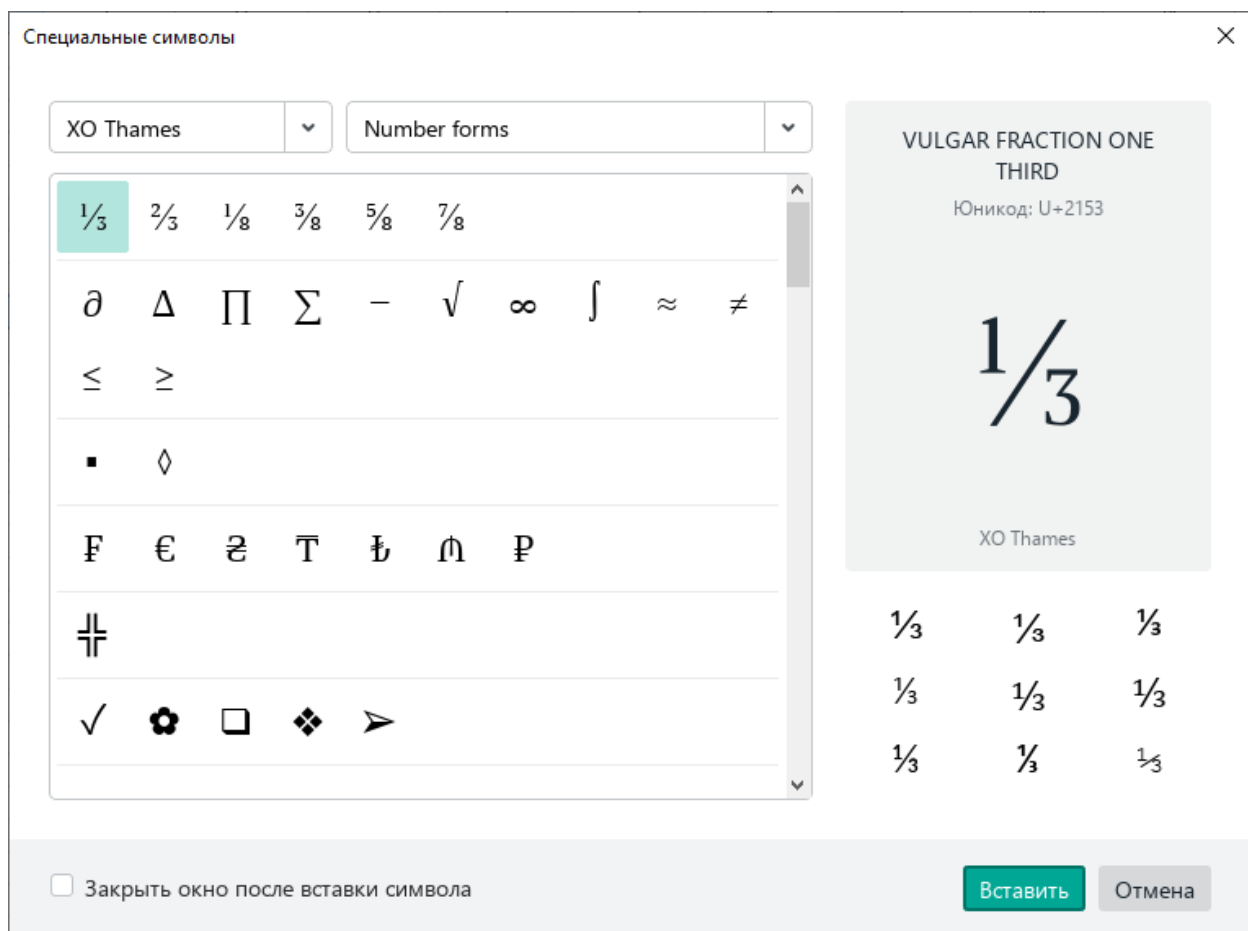 Специальные символы
XO Thames
Number forms
⅓ ⅔ ⅛ ⅜ ⅝ ⅞
∂ ∆ ∏ ∑ − √ ∞ ∫ ≈ ≠
≤ ≥
▪ ◊
₣ € ₴ ₸ ₺ ₼ ₽
╬
✓ ✿ ❑ ❖ ➢
VULGAR FRACTION ONE
THIRD
Юникод: U+2153
⅓
XO Thames
⅓ ⅓ ⅓
⅓ ⅓ ⅓
⅓ ⅓ ⅓
Закрыть окно после вставки символа
Вставить
Отмена